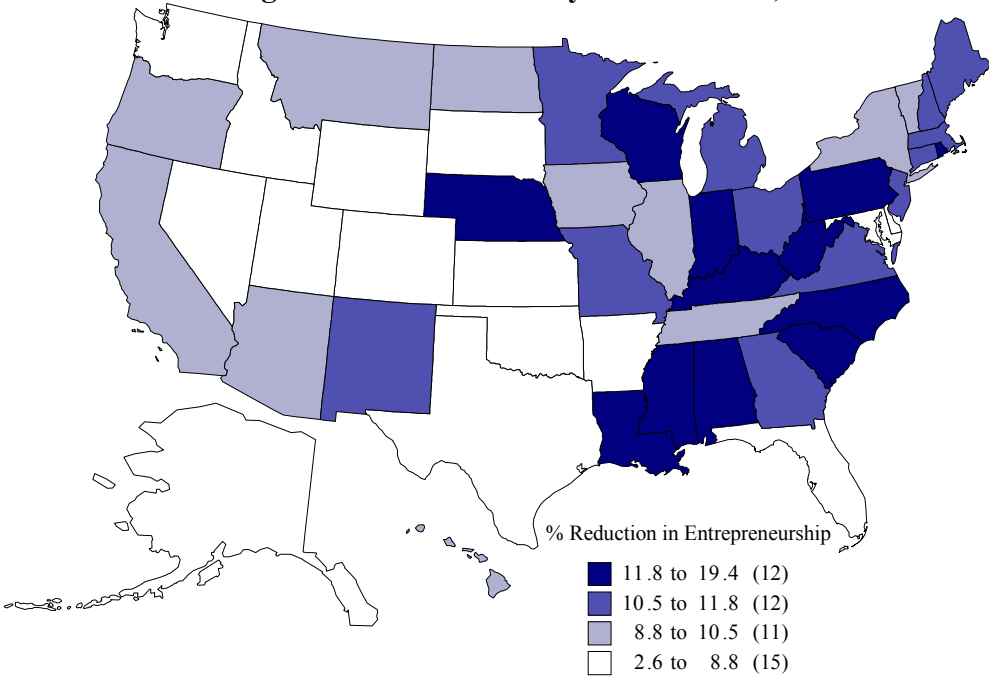 % Reduction in Entrepreneurship
11.8 to 19.4 (12)
10.5 to 11.8 (12)
8.8 to 10.5 (11)
2.6 to 8.8 (15)